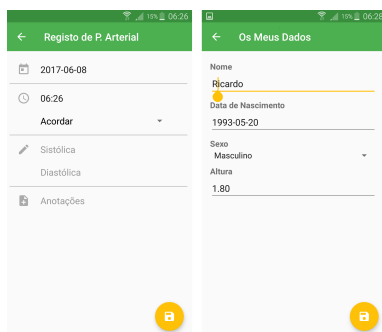 15% 06:26
Registo de P. Arterial
2017-06-08
06:26
Acordar
Sistólica
Diastólica
Anotações
15% 06:28
Os Meus Dados
Nome
Ricardo
Data de Nascimento
1993-05-20
Sexo
Masculino
Altura
1.80